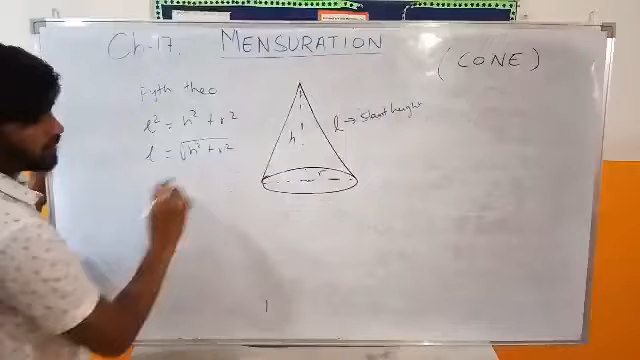 Ch-17. MENSURATION
(CONE)
pyth theo
l² = h² + r²
l = √h² + r²
h
l → slant height
r